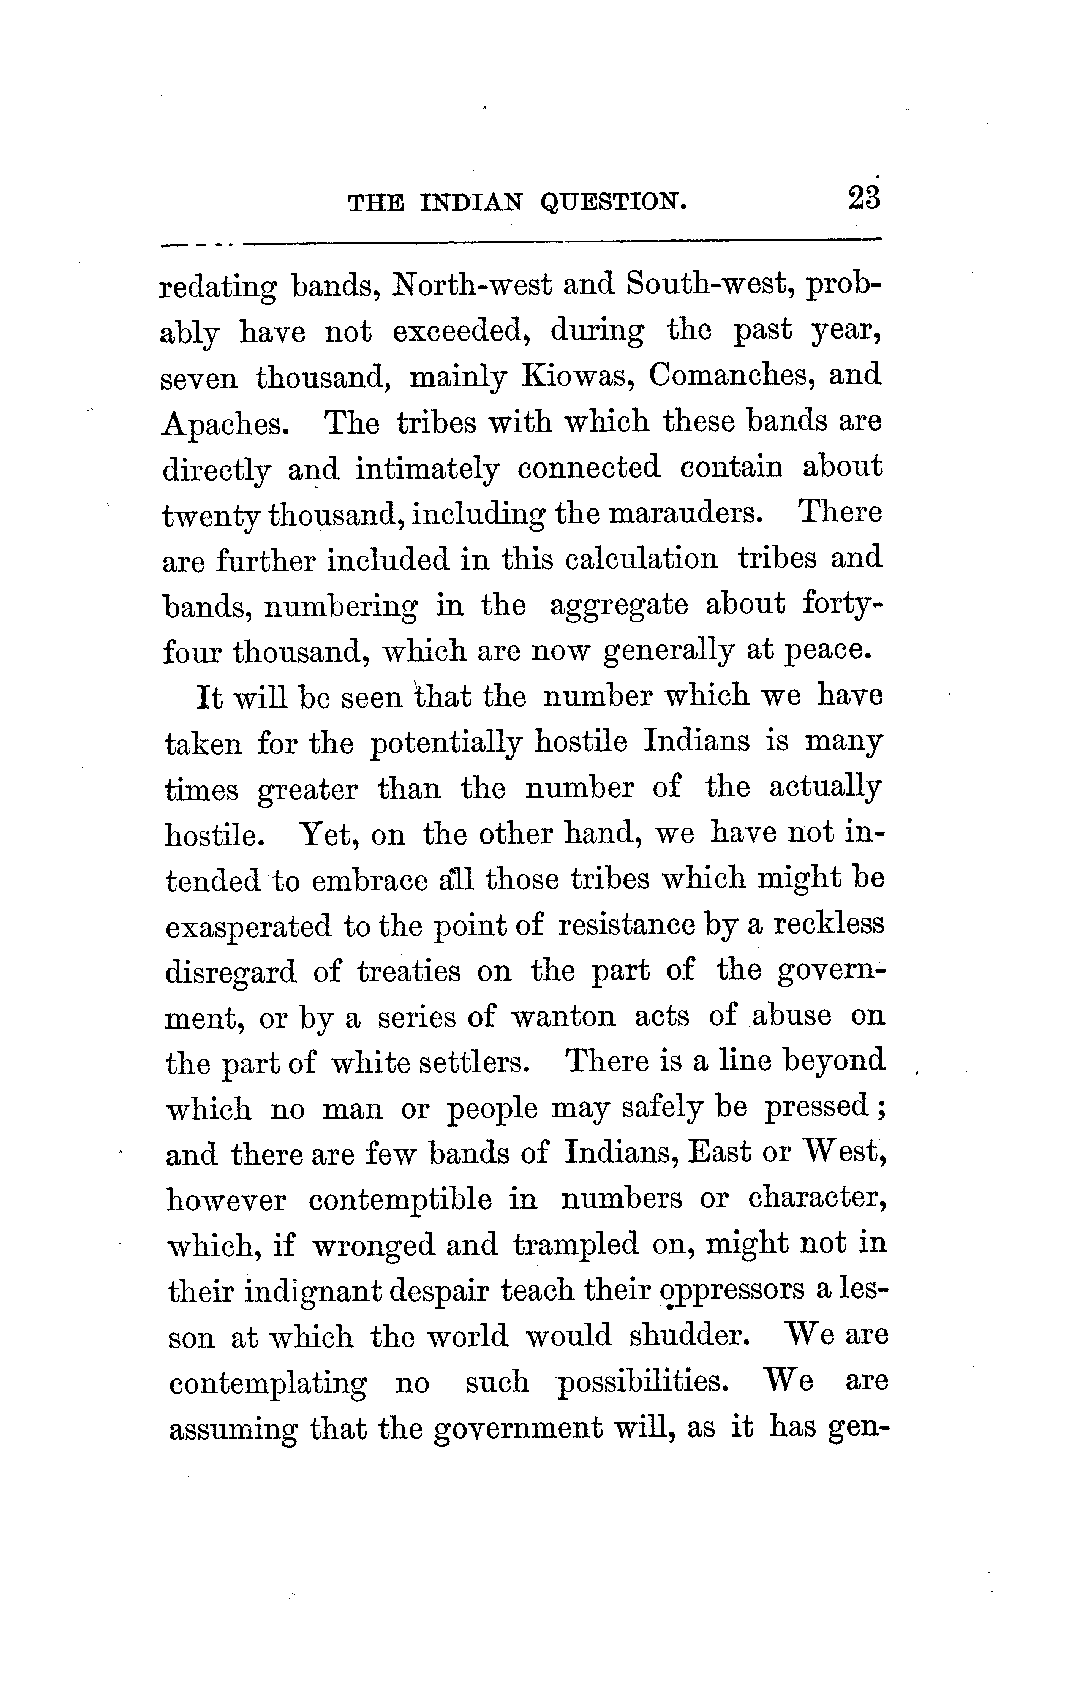 THE INDIAN QUESTION. 23
redating bands, North-west and South-west, prob-
ably have not exceeded, during the past year,
seven thousand, mainly Kiowas, Comanches, and
Apaches. The tribes with which these bands are
directly and intimately connected contain about
twenty thousand, including the marauders. There
are further included in this calculation tribes and
bands, numbering in the aggregate about forty-
four thousand, which are now generally at peace.
It will be seen that the number which we have
taken for the potentially hostile Indians is many
times greater than the number of the actually
hostile. Yet, on the other hand, we have not in-
tended to embrace all those tribes which might be
exasperated to the point of resistance by a reckless
disregard of treaties on the part of the govern-
ment, or by a series of wanton acts of abuse on
the part of white settlers. There is a line beyond
which no man or people may safely be pressed;
and there are few bands of Indians, East or West,
however contemptible in numbers or character,
which, if wronged and trampled on, might not in
their indignant despair teach their oppressors a les-
son at which the world would shudder. We are
contemplating no such possibilities. We are
assuming that the government will, as it has gen-